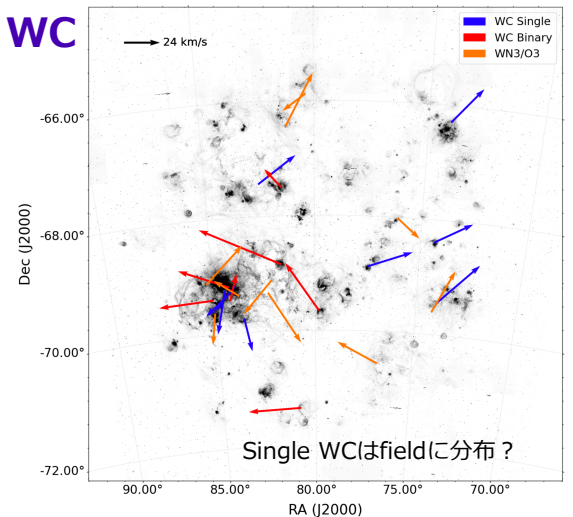 WC
24 km/s
WC Single
WC Binary
WN3/O3
-66.00°
-68.00°
-70.00°
-72.00°
Dec (J2000)
90.00° 85.00° 80.00° 75.00° 70.00°
RA (J2000)
Single WCはfieldに分布？